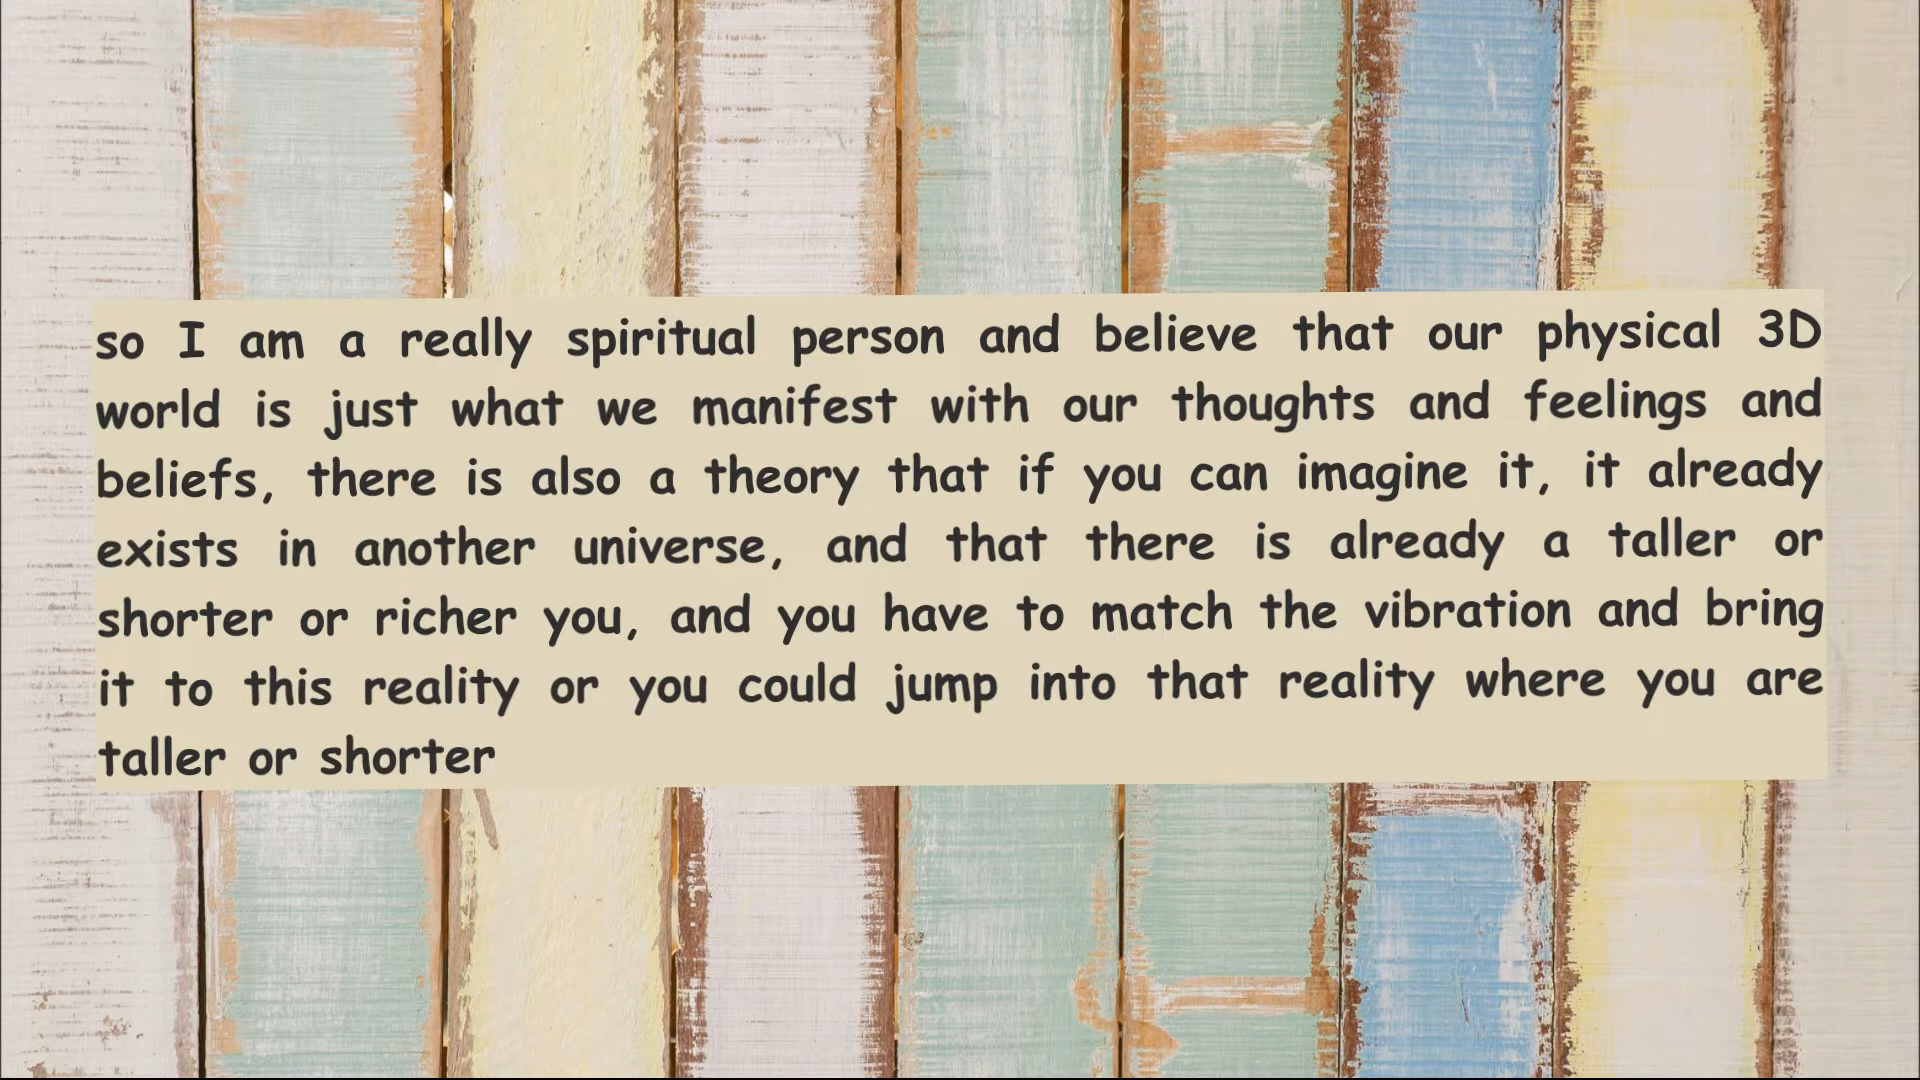 so I am a really spiritual person and believe that our physical 3D
world is just what we manifest with our thoughts and feelings and
beliefs, there is also a theory that if you can imagine it, it already
exists in another universe, and that there is already a taller or
shorter or richer you, and you have to match the vibration and bring
it to this reality or you could jump into that reality where you are
taller or shorter